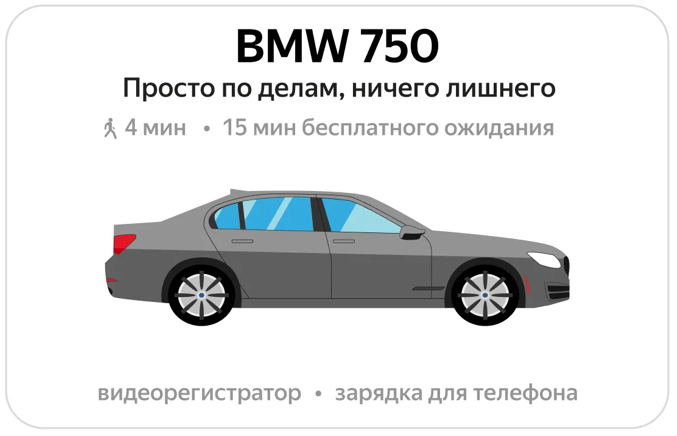 BMW 750
Просто по делам, ничего лишнего
4 мин • 15 мин бесплатного ожидания
видеорегистратор • зарядка для телефона